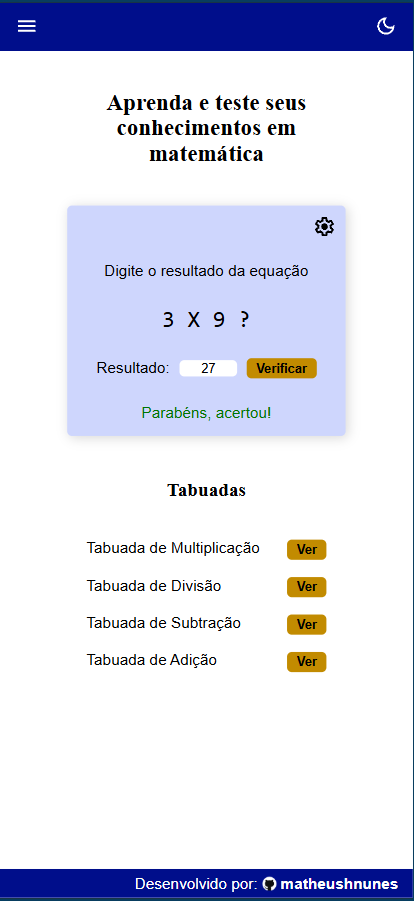 Aprenda e teste seus
conhecimentos em
matemática
Digite o resultado da equação
3 X 9 ?
Resultado: 27 Verificar
Parabéns, acertou!
Tabuadas
Tabuada de Multiplicação Ver
Tabuada de Divisão Ver
Tabuada de Subtração Ver
Tabuada de Adição Ver
Desenvolvido por: matheushnunes